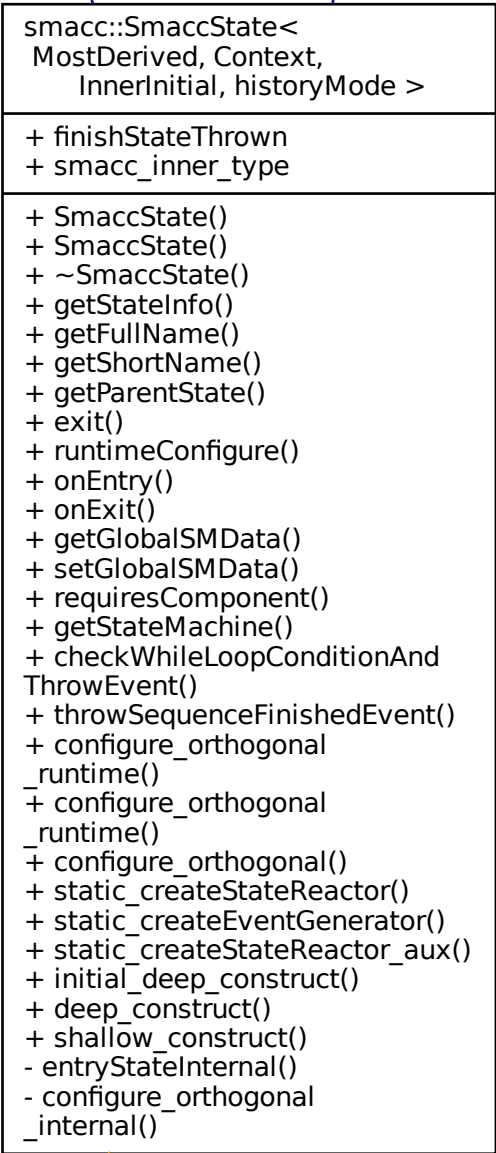 smacc::SmaccState<
MostDerived, Context,
InnerInitial, historyMode >
+ finishStateThrown
+ smacc_inner_type
+ SmaccState()
+ SmaccState()
+ ~SmaccState()
+ getStateInfo()
+ getFullName()
+ getShortName()
+ getParentState()
+ exit()
+ runtimeConfigure()
+ onEntry()
+ onExit()
+ getGlobalSMData()
+ setGlobalSMData()
+ requiresComponent()
+ getStateMachine()
+ checkWhileLoopConditionAnd
ThrowEvent()
+ throwSequenceFinishedEvent()
+ configure_orthogonal
_runtime()
+ configure_orthogonal
_runtime()
+ configure_orthogonal()
+ static_createStateReactor()
+ static_createEventGenerator()
+ static_createStateReactor_aux()
+ initial_deep_construct()
+ deep_construct()
+ shallow_construct()
- entryStateInternal()
- configure_orthogonal
_internal()